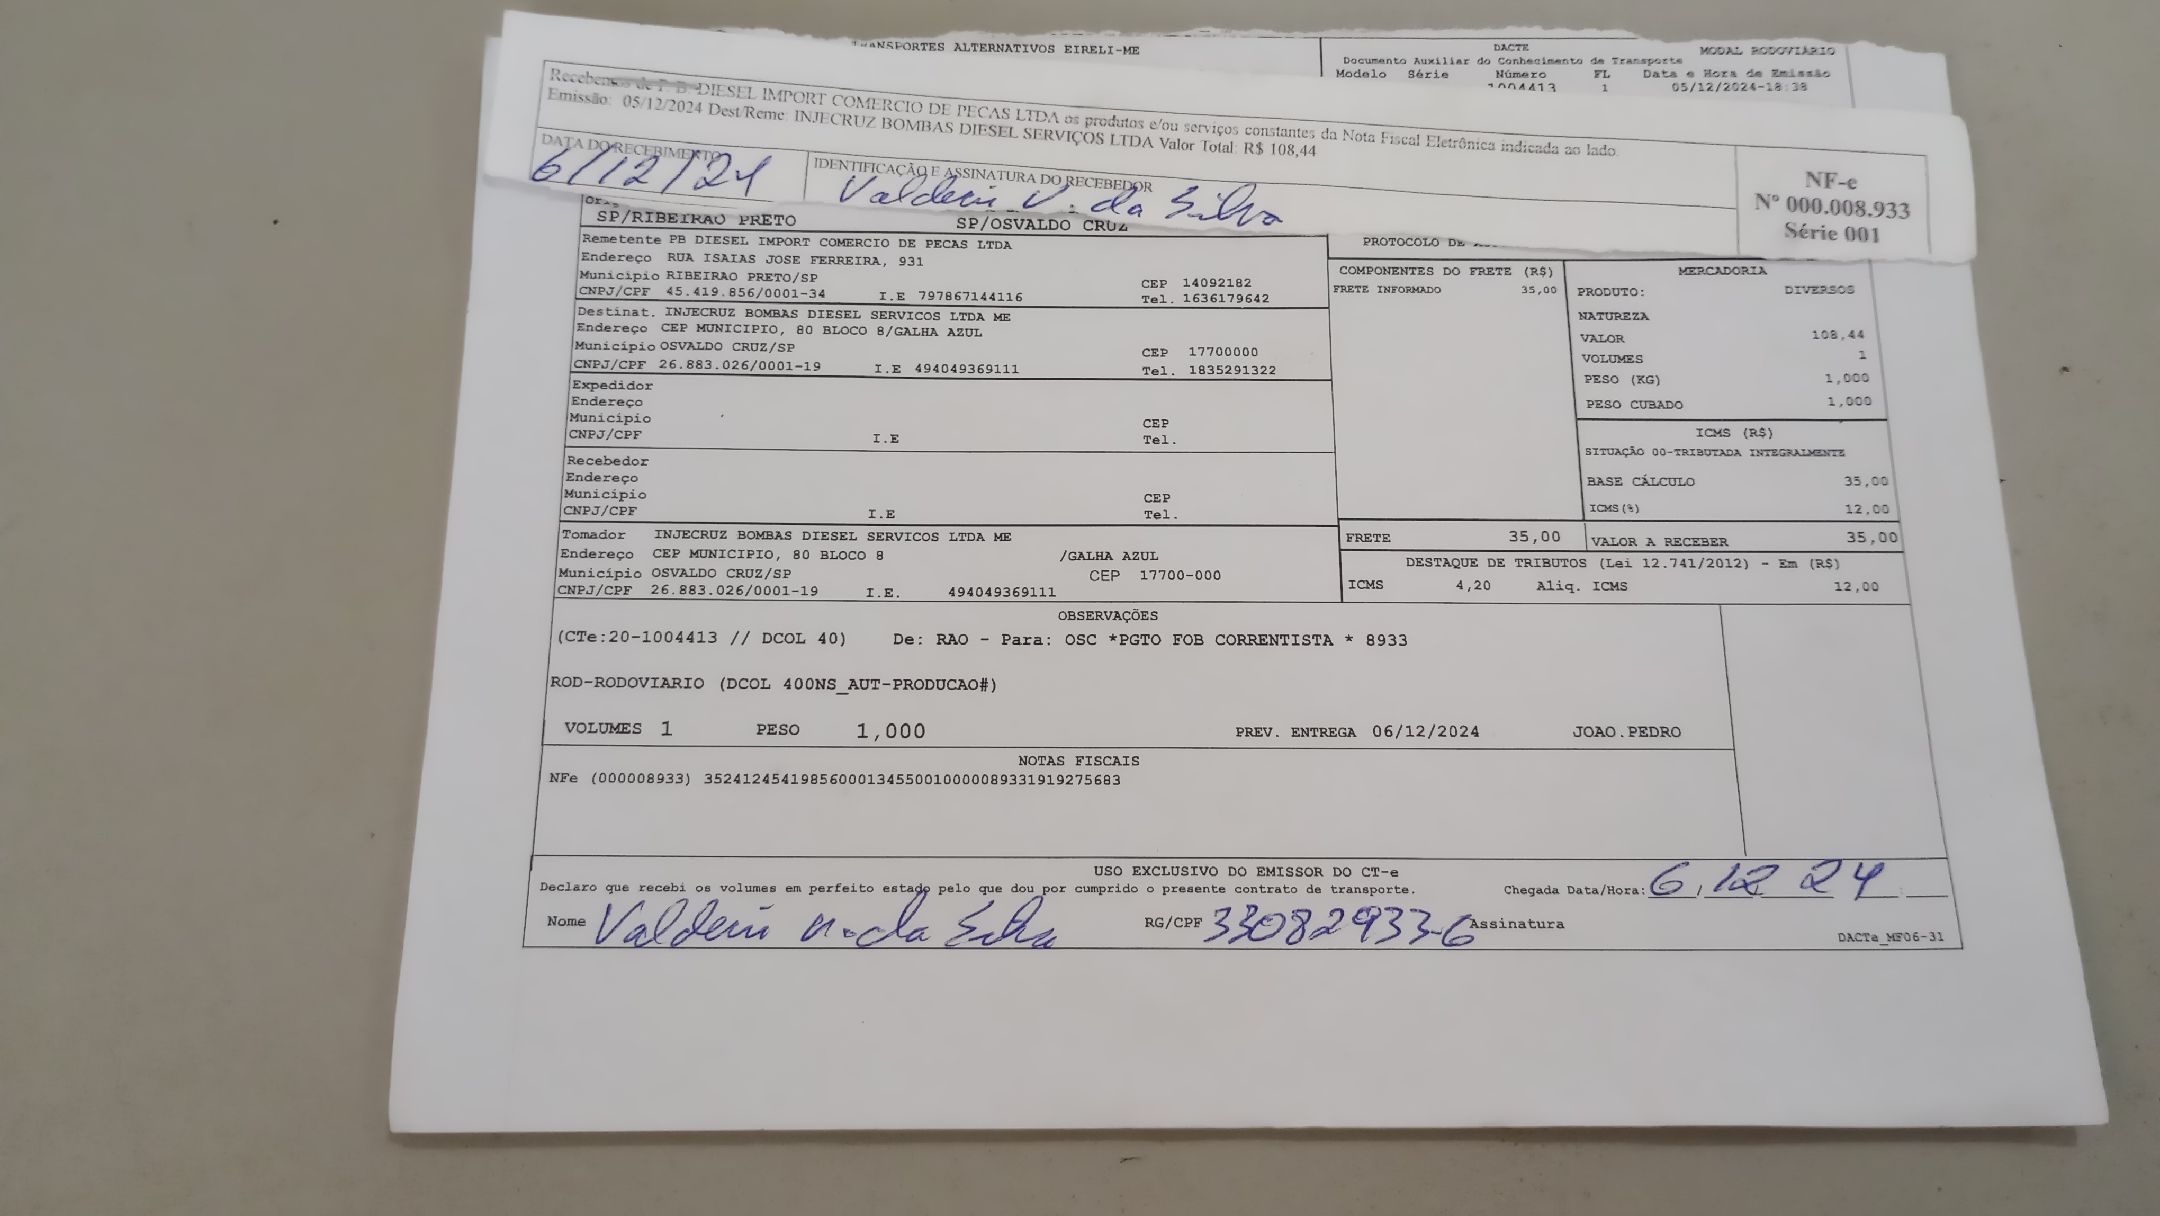 TRANSPORTES ALTERNATIVOS EIRELI-ME
DACTE
MODAL RODOVIÁRIO
Documento Auxiliar do Conhecimento de Transporte
Modelo Série Número FL Data e Hora de Emissão
1004413 1 05/12/2024-18:38
Recebemos de P. B. DIESEL IMPORT COMERCIO DE PECAS LTDA os produtos e/ou serviços constantes da Nota Fiscal Eletrônica indicada ao lado.
Emissão: 05/12/2024 Dest/Reme: INJECRUZ BOMBAS DIESEL SERVIÇOS LTDA Valor Total: R$ 108,44
DATA DO RECEBIMENTO
6/12/24
IDENTIFICAÇÃO E ASSINATURA DO RECEBEDOR
da Silva
NF-e
Nº 000.008.933
Série 001
SP/RIBEIRAO PRETO SP/OSVALDO CRUZ
PROTOCOLO DE
Remetente PB DIESEL IMPORT COMERCIO DE PECAS LTDA
Endereço RUA ISAIAS JOSE FERREIRA, 931
Município RIBEIRAO PRETO/SP CEP 14092182
CNPJ/CPF 45.419.856/0001-34 I.E 797867144116 Tel. 1636179642
Destinat. INJECRUZ BOMBAS DIESEL SERVICOS LTDA ME
Endereço CEP MUNICIPIO, 80 BLOCO 8/GALHA AZUL
Município OSVALDO CRUZ/SP CEP 17700000
CNPJ/CPF 26.883.026/0001-19 I.E 494049369111 Tel. 1835291322
Expedidor
Endereço
Município CEP
CNPJ/CPF I.E Tel.
Recebedor
Endereço
Município CEP
CNPJ/CPF I.E Tel.
Tomador INJECRUZ BOMBAS DIESEL SERVICOS LTDA ME
Endereço CEP MUNICIPIO, 80 BLOCO 8 /GALHA AZUL
Município OSVALDO CRUZ/SP CEP 17700-000
CNPJ/CPF 26.883.026/0001-19 I.E. 494049369111
COMPONENTES DO FRETE (R$)
FRETE INFORMADO 35,00
MERCADORIA
PRODUTO: DIVERSOS
NATUREZA
VALOR 108,44
VOLUMES 1
PESO (KG) 1,000
PESO CUBADO 1,000
ICMS (R$)
SITUAÇÃO 00-TRIBUTADA INTEGRALMENTE
BASE CÁLCULO 35,00
ICMS(%) 12,00
FRETE 35,00 VALOR A RECEBER 35,00
DESTAQUE DE TRIBUTOS (Lei 12.741/2012) - Em (R$)
ICMS 4,20 Aliq. ICMS 12,00
OBSERVAÇÕES
(CTe:20-1004413 // DCOL 40) De: RAO - Para: OSC *PGTO FOB CORRENTISTA * 8933
ROD-RODOVIARIO (DCOL 400NS_AUT-PRODUCAO#)
VOLUMES 1 PESO 1,000 PREV. ENTREGA 06/12/2024 JOAO.PEDRO
NOTAS FISCAIS
NFe (000008933) 35241245419856000134550010000089331919275683
USO EXCLUSIVO DO EMISSOR DO CT-e
Declaro que recebi os volumes em perfeito estado pelo que dou por cumprido o presente contrato de transporte. Chegada Data/Hora: 6/12 24
Nome da Silva RG/CPF 33082933-6 Assinatura
DACTe_MF06-31